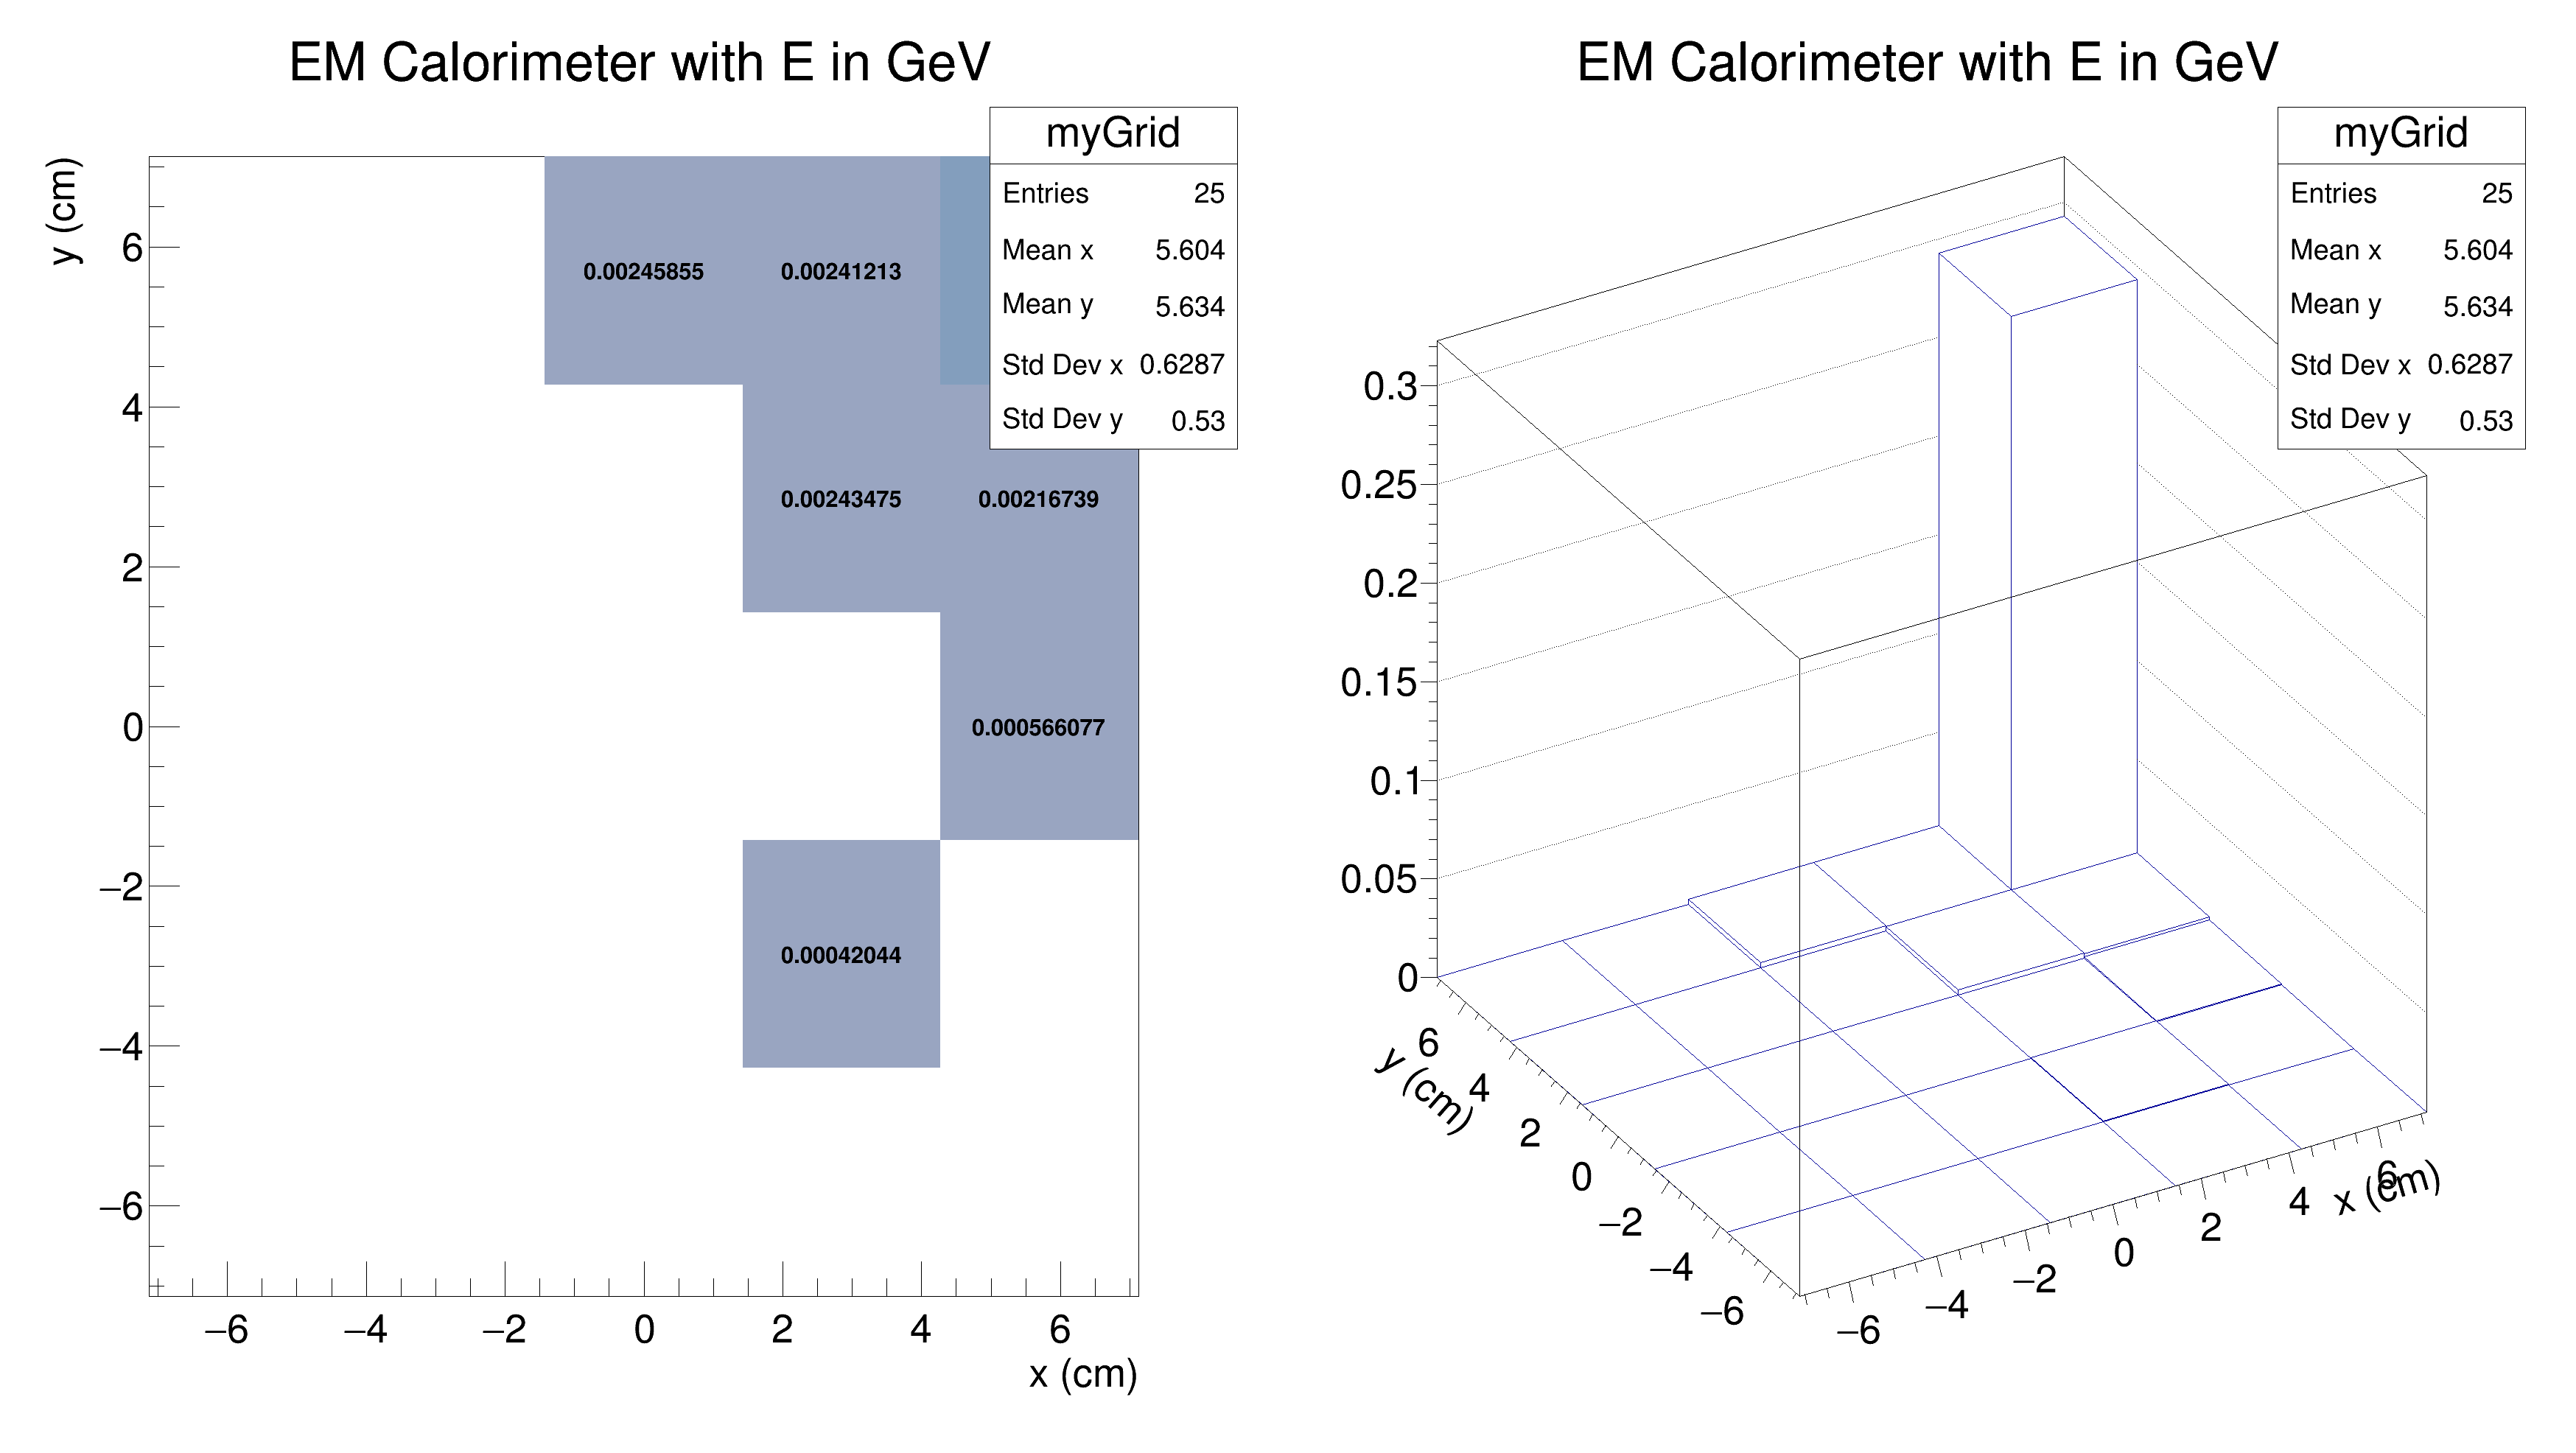 EM Calorimeter with E in GeV
myGrid
Entries 25
Mean x 5.604
Mean y 5.634
Std Dev x 0.6287
Std Dev y 0.53
y (cm)
6
4
2
0
−2
−4
−6
0.00245855 0.00241213
0.00243475 0.00216739
0.000566077
0.00042044
−6 −4 −2 0 2 4 6
x (cm)
EM Calorimeter with E in GeV
myGrid
Entries 25
Mean x 5.604
Mean y 5.634
Std Dev x 0.6287
Std Dev y 0.53
0.3
0.25
0.2
0.15
0.1
0.05
0
6
4
2
0
−2
−4
−6
y (cm)
−6
−4
−2
0
2
4
6
x (cm)